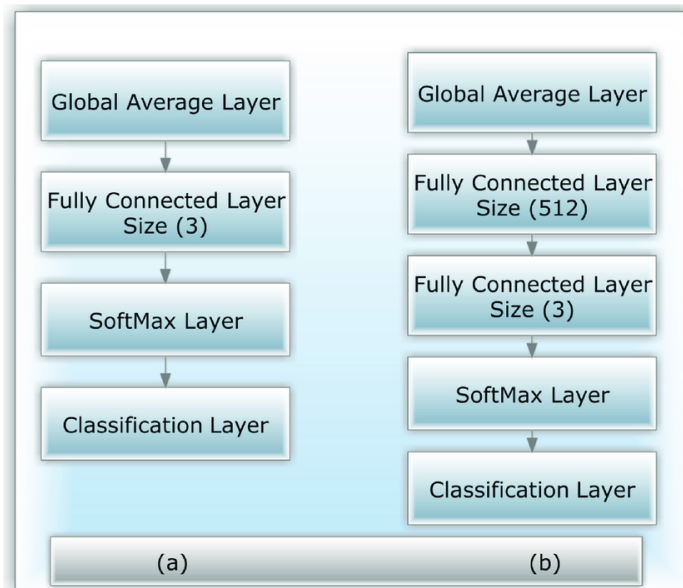 Global Average Layer
Fully Connected Layer
Size (3)
SoftMax Layer
Classification Layer
(a)
Global Average Layer
Fully Connected Layer
Size (512)
Fully Connected Layer
Size (3)
SoftMax Layer
Classification Layer
(b)